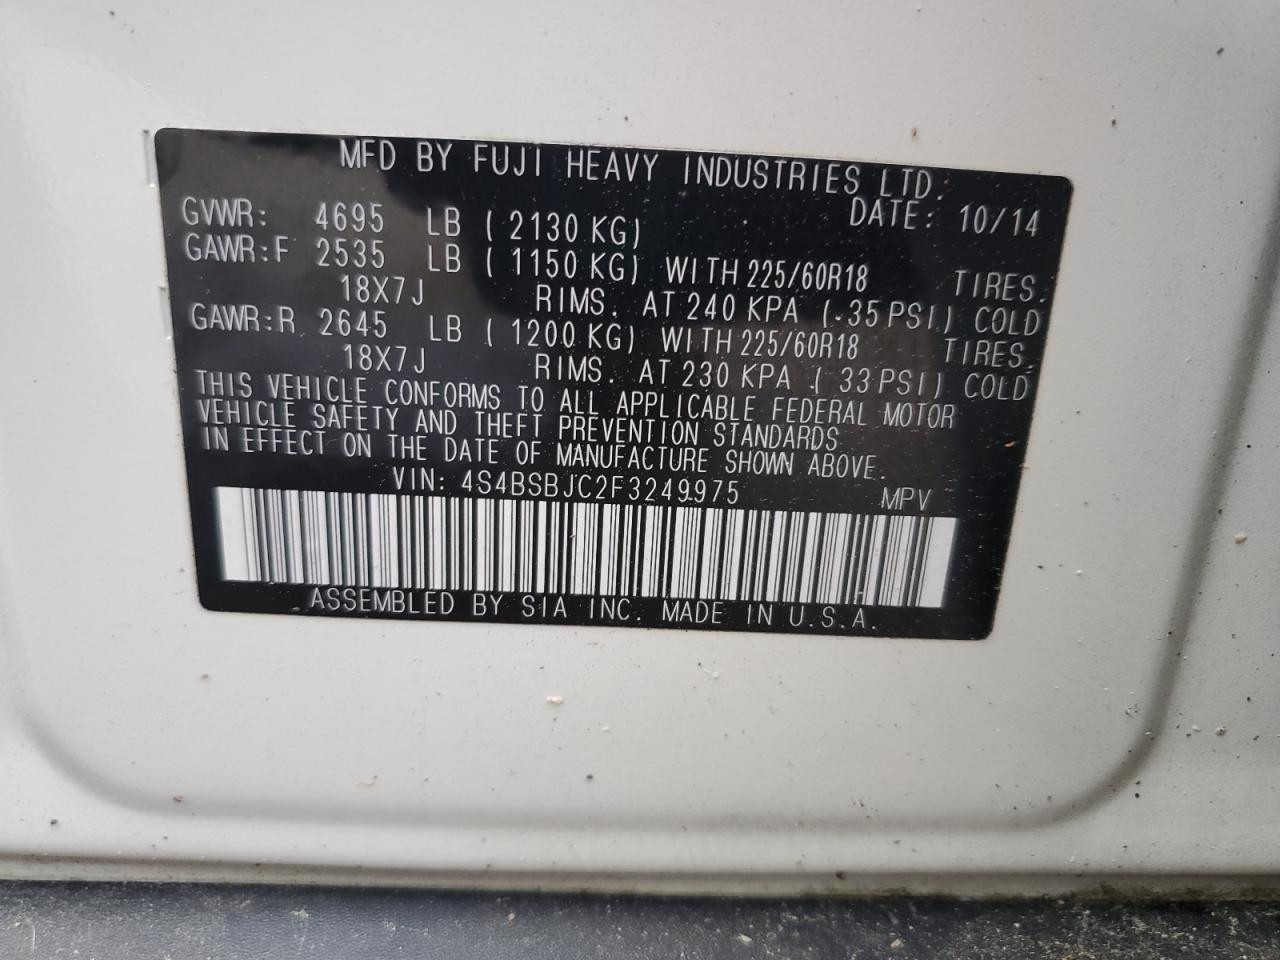 MFD BY FUJI HEAVY INDUSTRIES LTD.
DATE: 10/14
GVWR: 4695 LB ( 2130 KG)
GAWR:F 2535 LB ( 1150 KG) WITH 225/60R18 TIRES.
18X7J RIMS. AT 240 KPA ( 35 PSI) COLD
GAWR:R 2645 LB ( 1200 KG) WITH 225/60R18 TIRES.
18X7J RIMS. AT 230 KPA ( 33 PSI) COLD
THIS VEHICLE CONFORMS TO ALL APPLICABLE FEDERAL MOTOR
VEHICLE SAFETY AND THEFT PREVENTION STANDARDS
IN EFFECT ON THE DATE OF MANUFACTURE SHOWN ABOVE.
VIN: 4S4BSBJC2F3249975 MPV
ASSEMBLED BY SIA INC. MADE IN U.S.A.